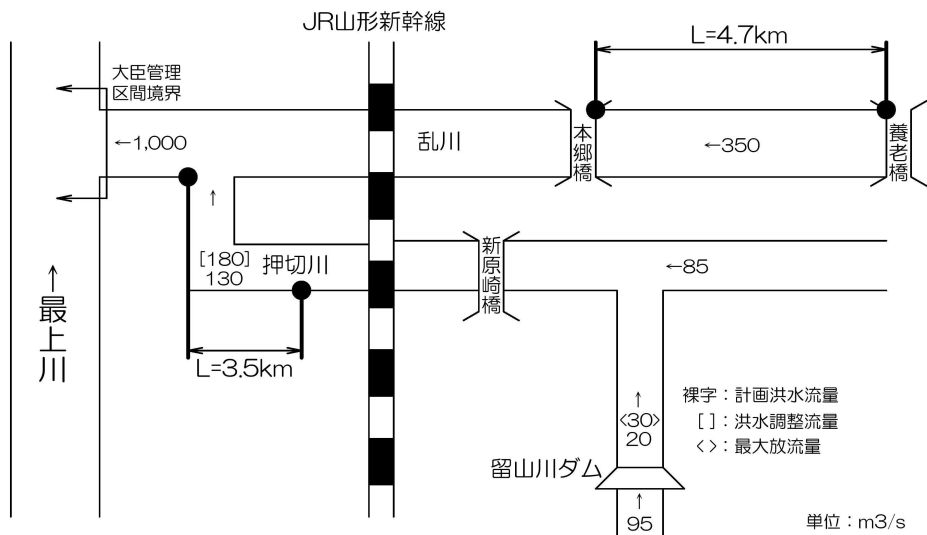 JR山形新幹線
L=4.7km
大臣管理
区間境界
←1,000
乱川
本郷橋
←350
養老橋
↑
[180]
130
押切川
新原崎橋
←85
↑最上川
L=3.5km
↑
<30>
20
裸字：計画洪水流量
[ ]：洪水調整流量
< >：最大放流量
留山川ダム
↑
95
単位：m3/s